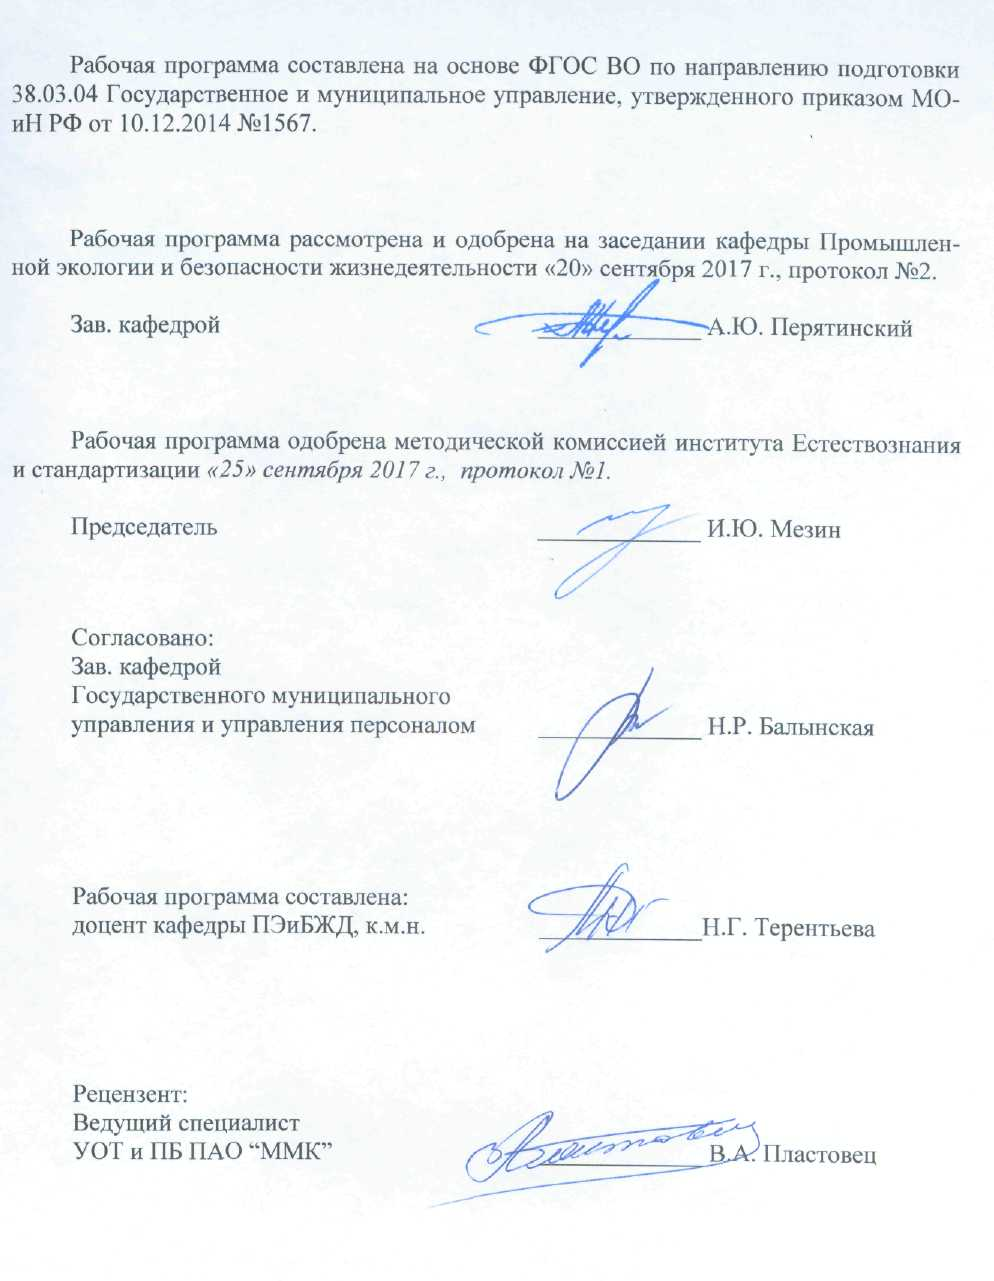 Рабочая программа составлена на основе ФГОС ВО по направлению подготовки
38.03.04 Государственное и муниципальное управление, утвержденного приказом МО-
иН РФ от 10.12.2014 №1567.
Рабочая программа рассмотрена и одобрена на заседании кафедры Промышлен-
ной экологии и безопасности жизнедеятельности «20» сентября 2017 г., протокол №2.
Зав. кафедрой А.Ю. Перятинский
Рабочая программа одобрена методической комиссией института Естествознания
и стандартизации «25» сентября 2017 г., протокол №1.
Председатель И.Ю. Мезин
Согласовано:
Зав. кафедрой
Государственного муниципального
управления и управления персоналом Н.Р. Балынская
Рабочая программа составлена:
доцент кафедры ПЭиБЖД, к.м.н. Н.Г. Терентьева
Рецензент:
Ведущий специалист
УОТ и ПБ ПАО “ММК” В.А. Пластовец